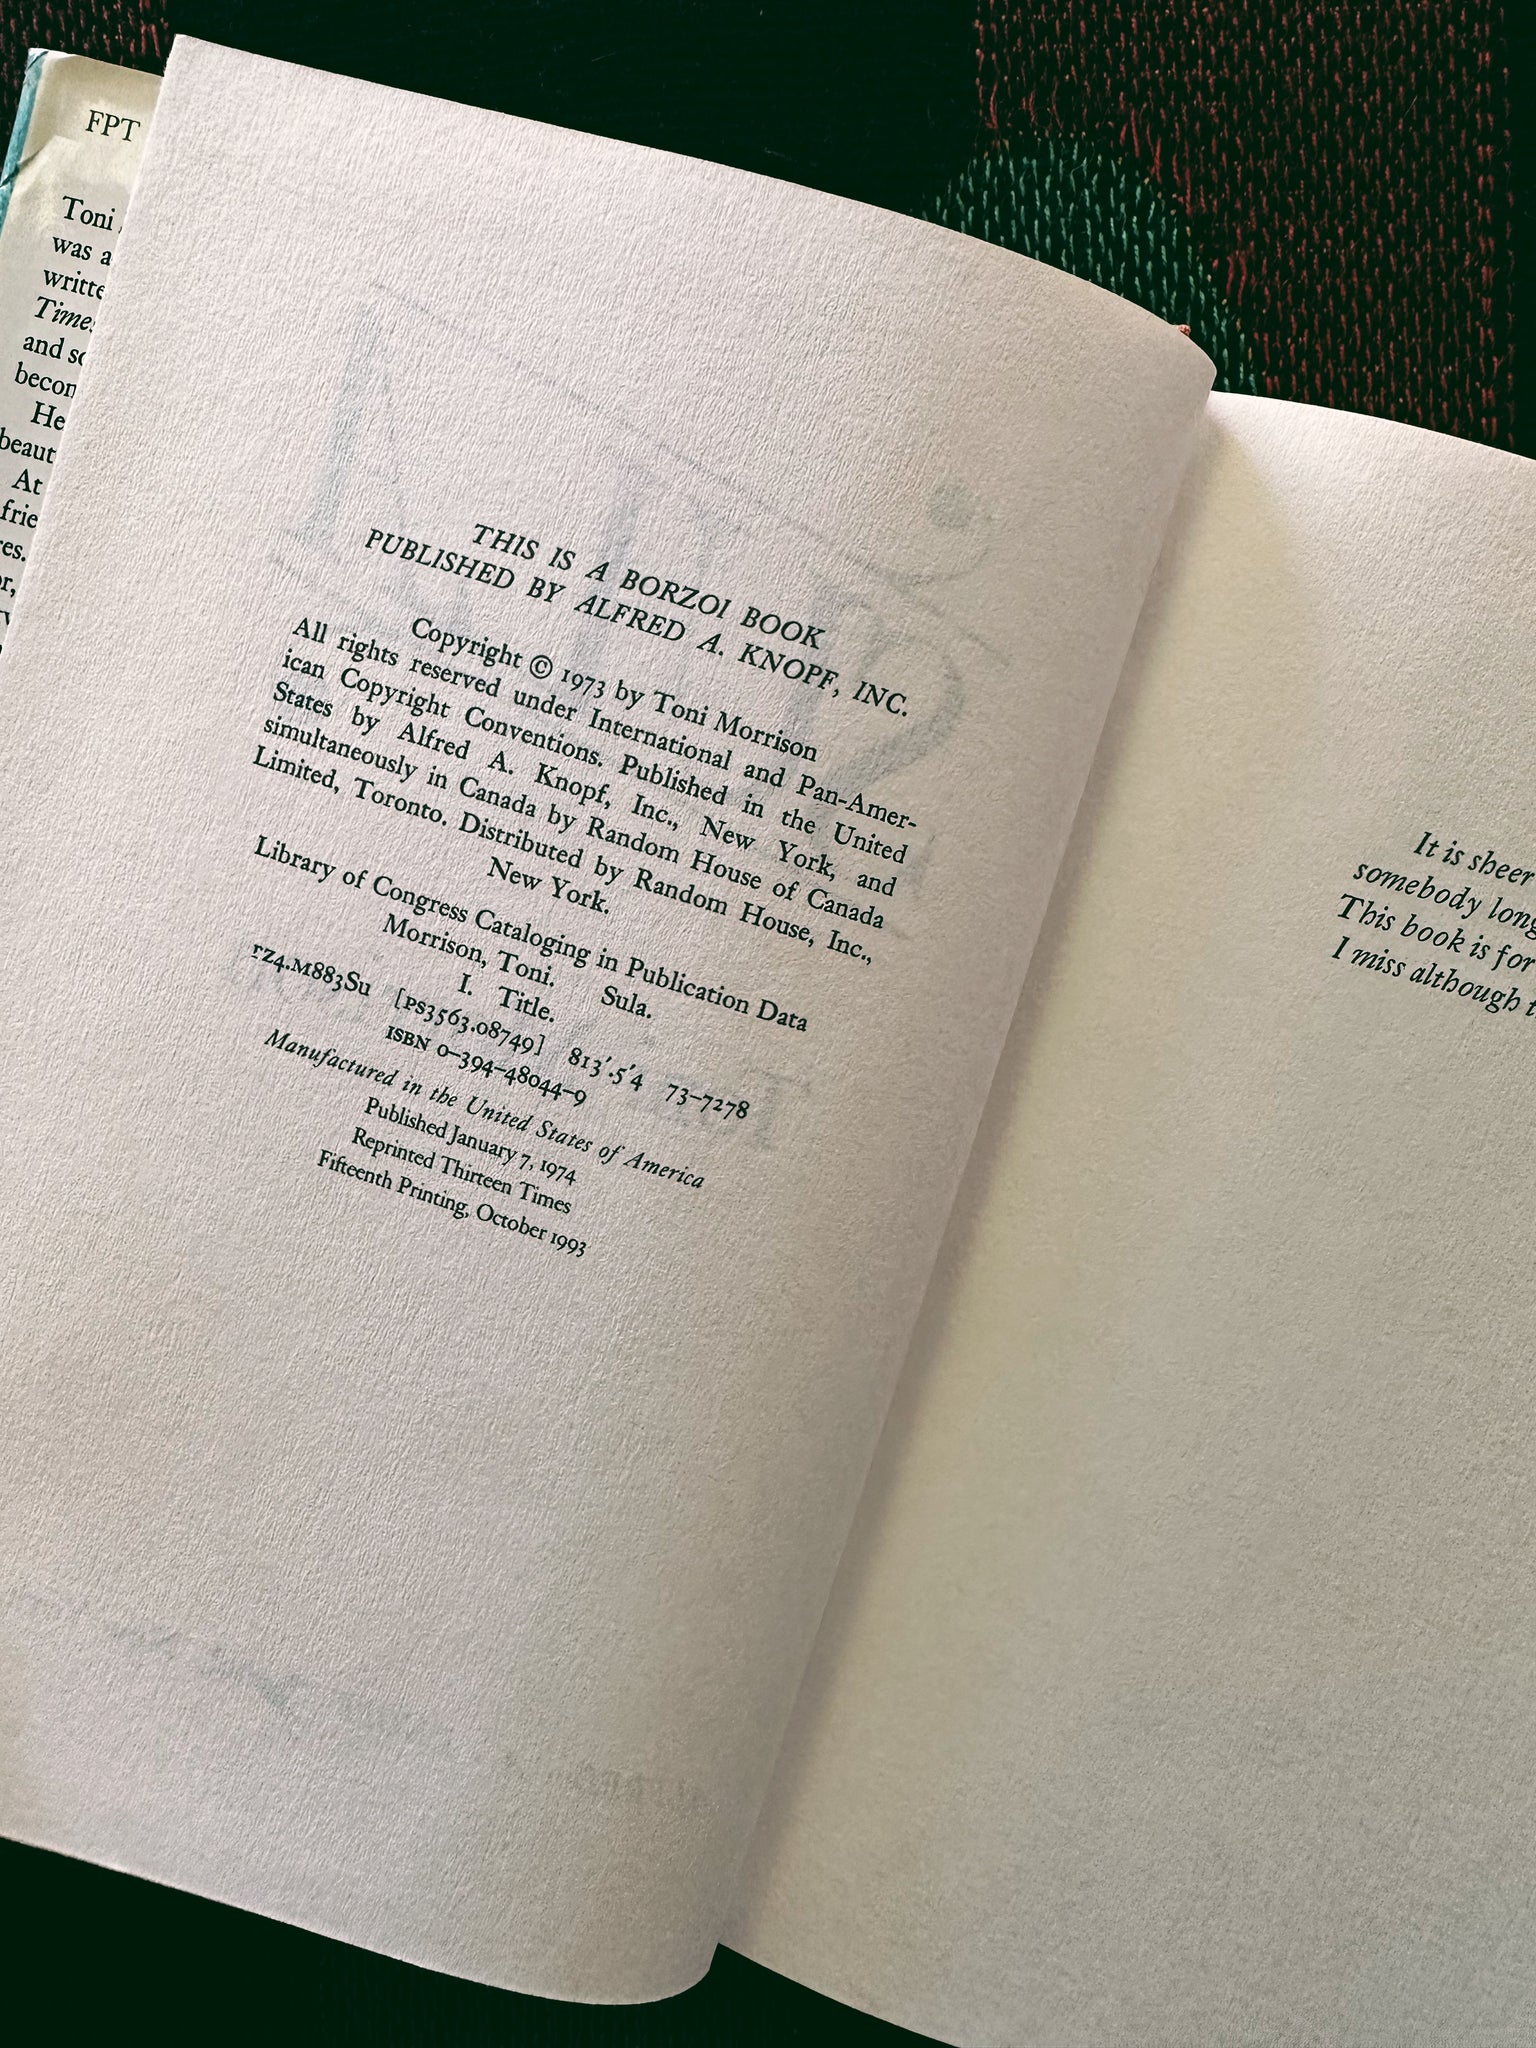 FPT
Toni
was a
writte
Times
and so
becom
He
beaut
At
frie
res.
THIS IS A BORZOI BOOK
PUBLISHED BY ALFRED A. KNOPF, INC.
Copyright © 1973 by Toni Morrison
All rights reserved under International and Pan-Amer-
ican Copyright Conventions. Published in the United
States by Alfred A. Knopf, Inc., New York, and
simultaneously in Canada by Random House of Canada
Limited, Toronto. Distributed by Random House, Inc.,
New York.
Library of Congress Cataloging in Publication Data
Morrison, Toni. Sula.
I. Title.
PZ4.M883Su [PS3563.O8749] 813'.5'4 73–7278
ISBN 0–394–48044–9
Manufactured in the United States of America
Published January 7, 1974
Reprinted Thirteen Times
Fifteenth Printing, October 1993
It is sheer
somebody long
This book is for
I miss although t